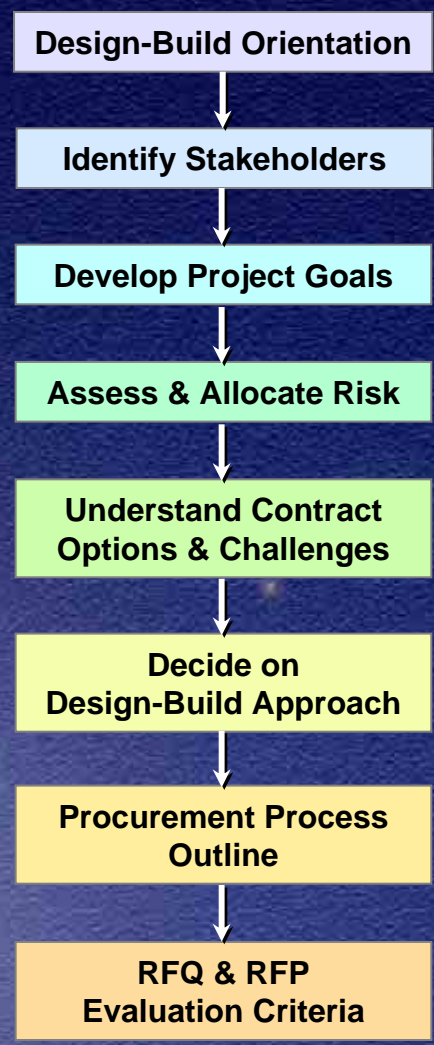 Design-Build Orientation
Identify Stakeholders
Develop Project Goals
Assess & Allocate Risk
Understand Contract
Options & Challenges
Decide on
Design-Build Approach
Procurement Process
Outline
RFQ & RFP
Evaluation Criteria